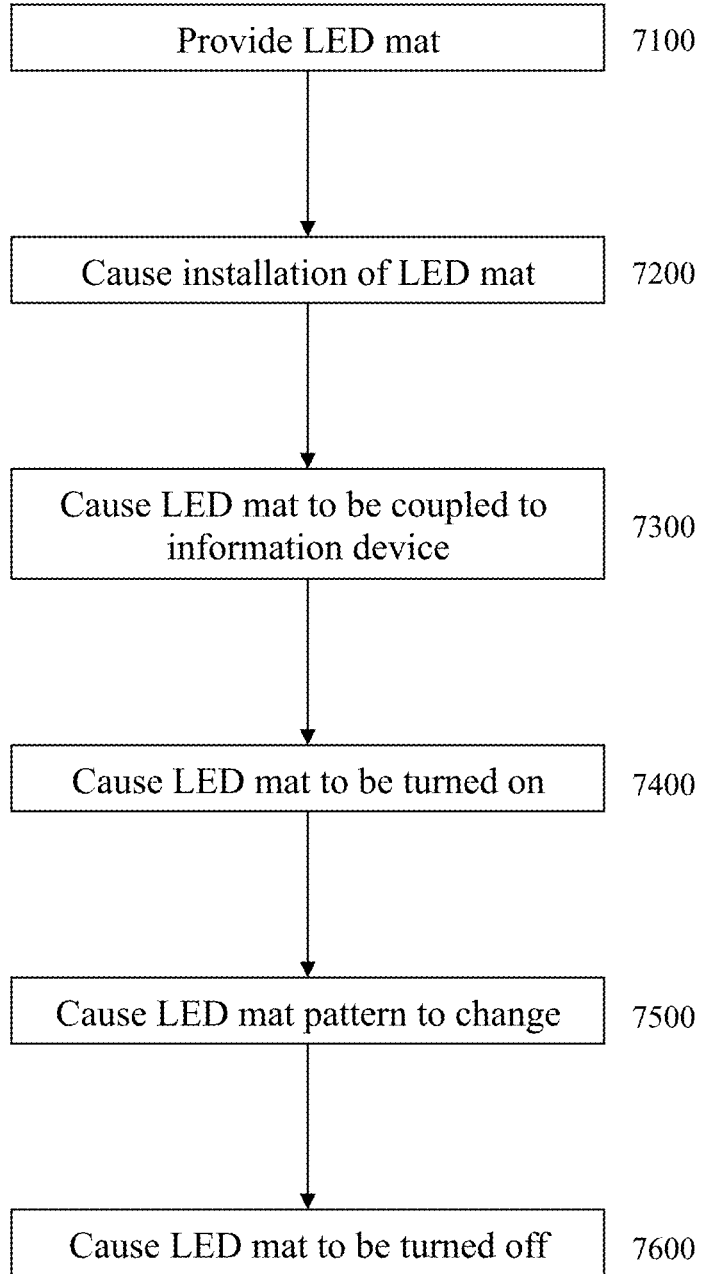 Provide LED mat 7100
Cause installation of LED mat 7200
Cause LED mat to be coupled to
information device 7300
Cause LED mat to be turned on 7400
Cause LED mat pattern to change 7500
Cause LED mat to be turned off 7600